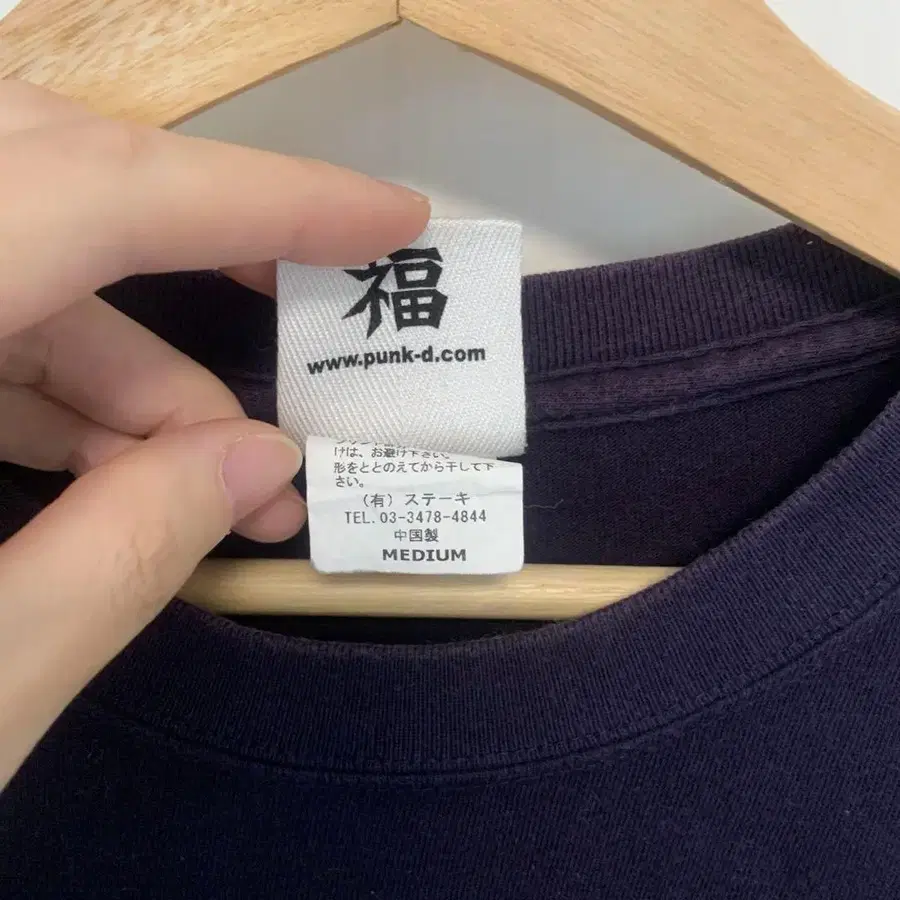 福
www.punk-d.com
けは、お避け下さい。
形をととのえてから干して下
さい。
(有) ステーキ
TEL.03-3478-4844
中国製
MEDIUM